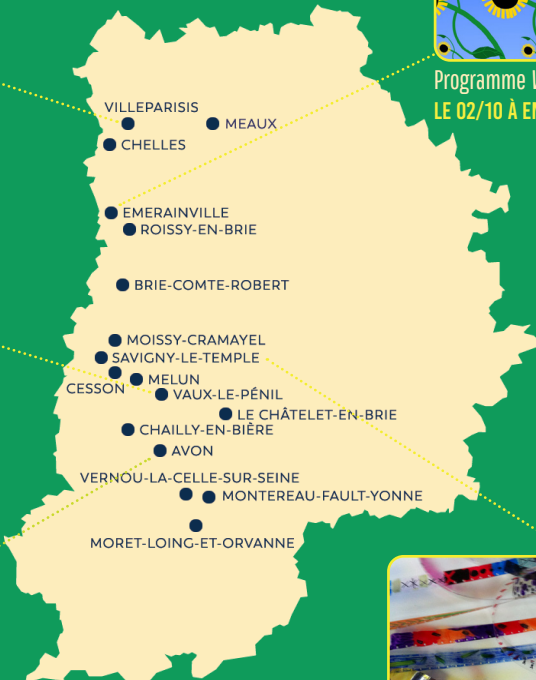 Programme
LE 02/10 À
VILLEPARISIS
MEAUX
CHELLES
EMERAINVILLE
ROISSY-EN-BRIE
BRIE-COMTE-ROBERT
MOISSY-CRAMAYEL
SAVIGNY-LE-TEMPLE
CESSON
MELUN
VAUX-LE-PÉNIL
LE CHÂTELET-EN-BRIE
CHAILLY-EN-BIÈRE
AVON
VERNOU-LA-CELLE-SUR-SEINE
MONTEREAU-FAULT-YONNE
MORET-LOING-ET-ORVANNE